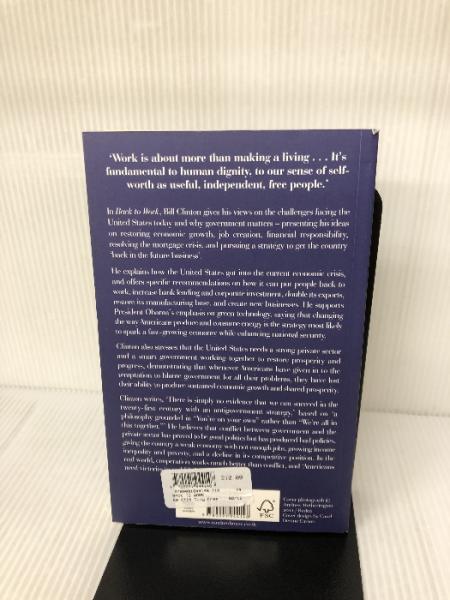 ‘Work is about more than making a living . . . It’s
fundamental to human dignity, to our sense of self-
worth as useful, independent, free people.’
In Back to Work, Bill Clinton gives his views on the challenges facing the
United States today and why government matters – presenting his ideas
on restoring economic growth, job creation, financial responsibility,
resolving the mortgage crisis, and pursuing a strategy to get the country
‘back in the future business’.
He explains how the United States got into the current economic crisis,
and offers specific recommendations on how it can put people back to
work, increase bank lending and corporate investment, double its exports,
restore its manufacturing base, and create new businesses. He supports
President Obama’s emphasis on green technology, saying that changing
the way Americans produce and consume energy is the strategy most likely
to spark a fast-growing economy while enhancing national security.
Clinton also stresses that the United States needs a strong private sector
and a smart government working together to restore prosperity and
progress, demonstrating that whenever Americans have given in to the
temptation to blame government for all their problems, they have lost
their ability to produce sustained economic growth and shared prosperity.
Clinton writes, ‘There is simply no evidence that we can succeed in the
twenty-first century with an antigovernment strategy,’ based on ‘a
philosophy grounded in “You’re on your own” rather than “We’re all in
this together.”’ He believes that conflict between government and the
private sector has proved to be good politics but has produced bad policies,
giving the country a weak economy with not enough jobs, growing income
inequality and poverty, and a decline in its competitive position. In the
real world, cooperation works much better than conflict, and ‘Americans
need victories
£12.99
BACK TO WORK
FSC
Cover photograph ©